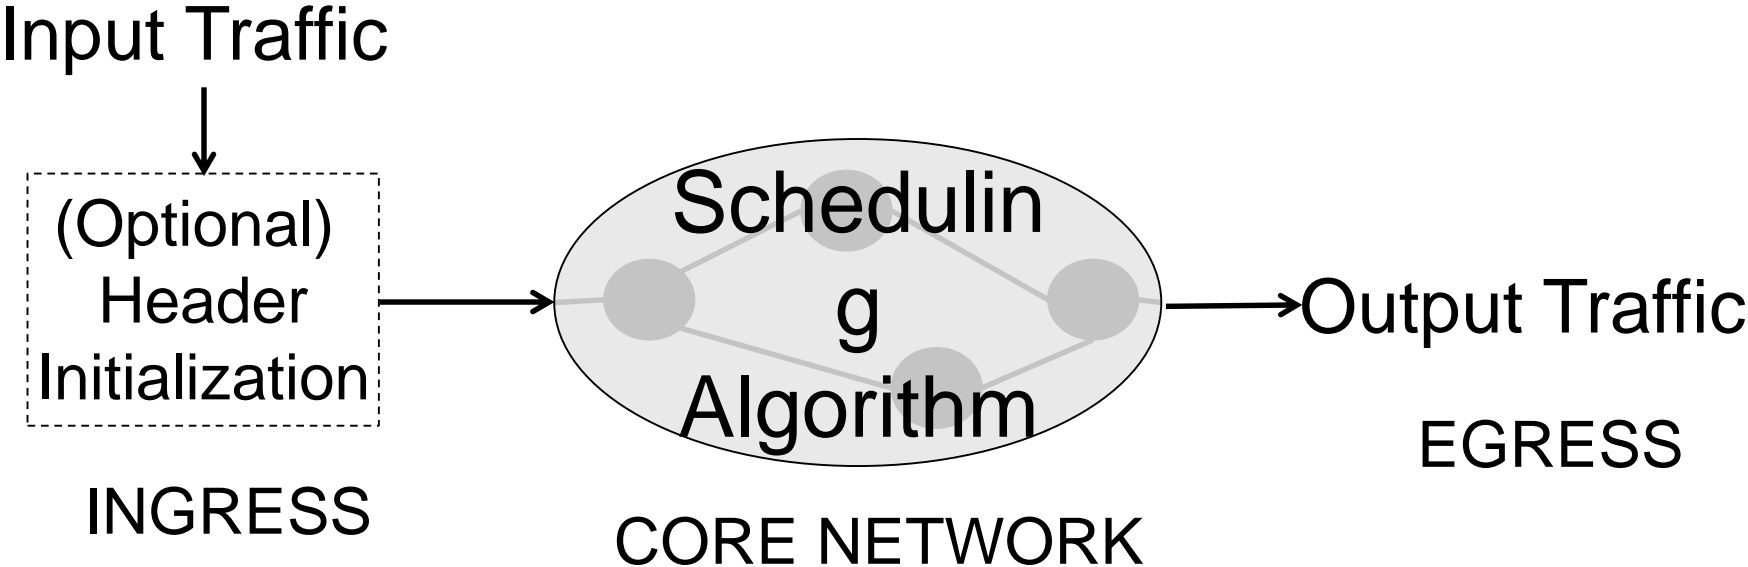 Input Traffic
(Optional)
Header
Initialization
INGRESS
Schedulin
g
Algorithm
CORE NETWORK
Output Traffic
EGRESS